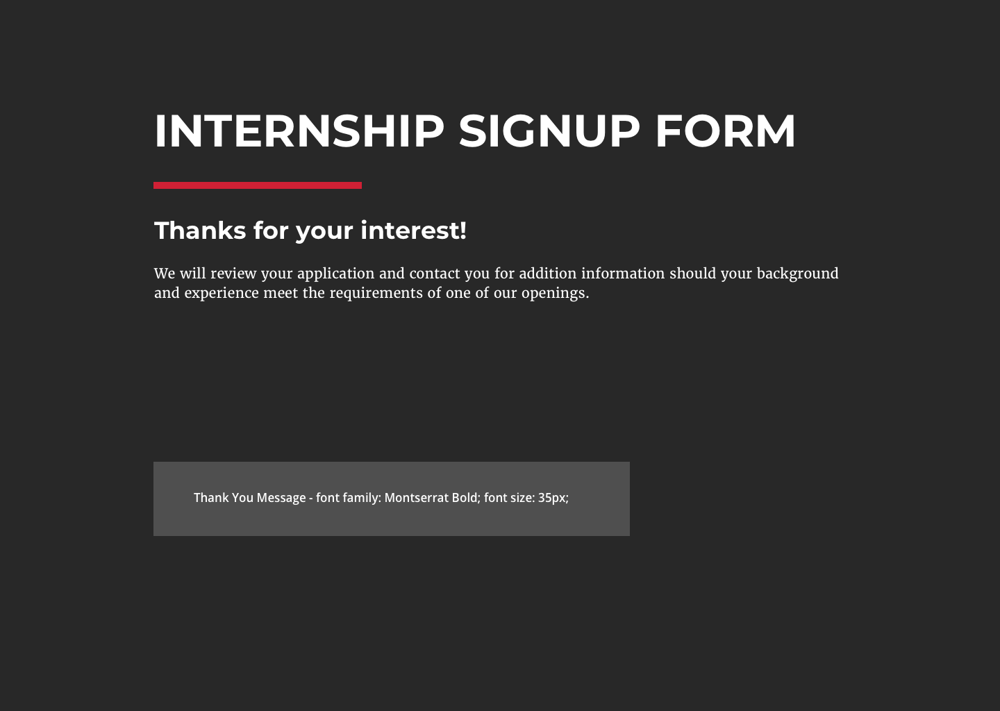 INTERNSHIP SIGNUP FORM
Thanks for your interest!
We will review your application and contact you for addition information should your background
and experience meet the requirements of one of our openings.
Thank You Message - font family: Montserrat Bold; font size: 35px;